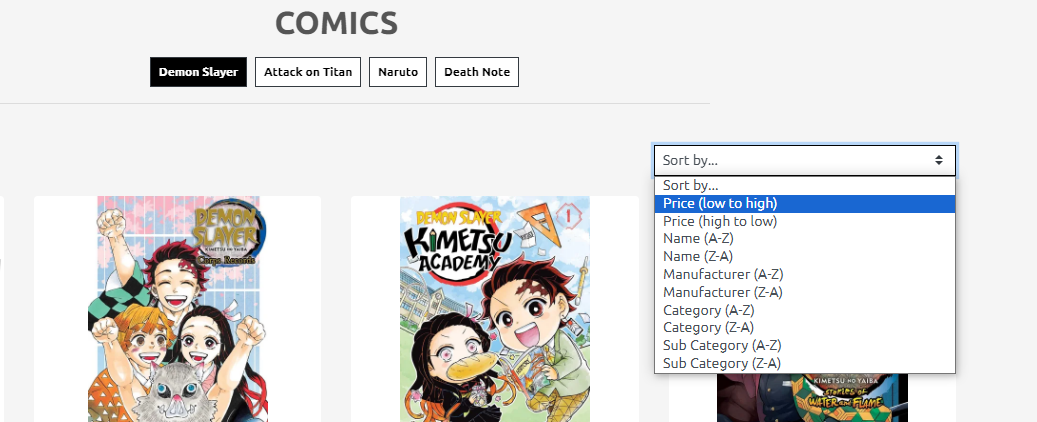 COMICS
Demon Slayer
Attack on Titan
Naruto
Death Note
Sort by...
Sort by...
Price (low to high)
Price (high to low)
Name (A-Z)
Name (Z-A)
Manufacturer (A-Z)
Manufacturer (Z-A)
Category (A-Z)
Category (Z-A)
Sub Category (A-Z)
Sub Category (Z-A)
DEMON
SLAYER
KIMETSU NO YAIBA
Corps Records
DEMON SLAYER
KIMETSU
ACADEMY
1
KIMETSU NO YAIBA
STORIES OF
WATER AND FLAME